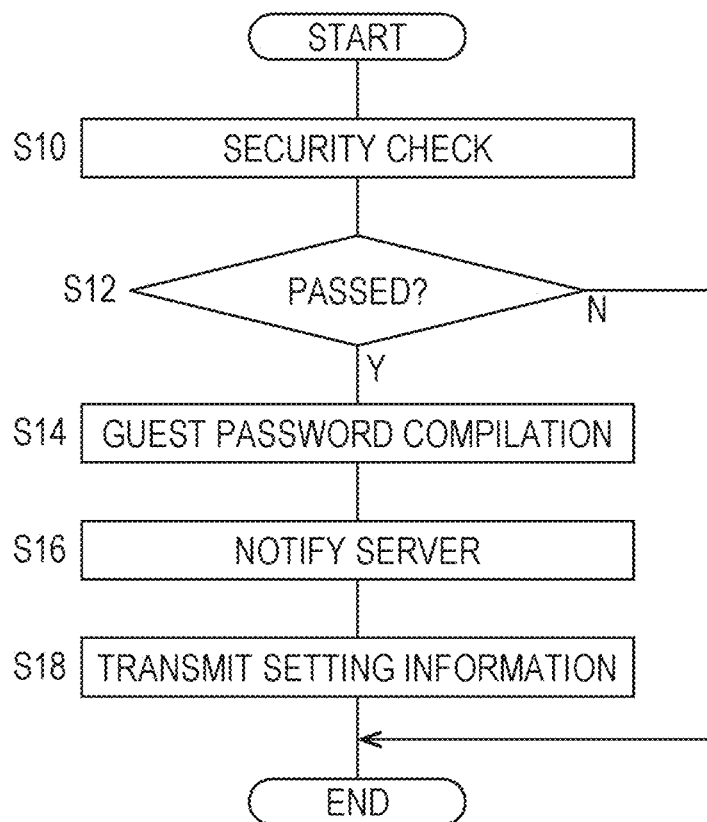 START
S10 SECURITY CHECK
S12 PASSED?
N
Y
S14 GUEST PASSWORD COMPILATION
S16 NOTIFY SERVER
S18 TRANSMIT SETTING INFORMATION
END